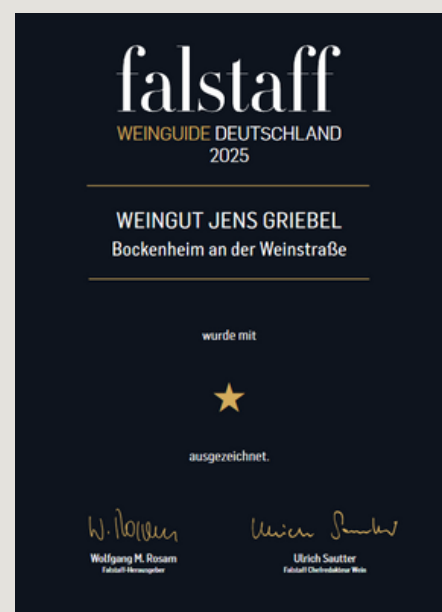 falstaff
WEINGUIDE DEUTSCHLAND
2025
WEINGUT JENS GRIEBEL
Bockenheim an der Weinstraße
wurde mit
ausgezeichnet.
Wolfgang M. Rosam
Ulrich Sautter
Falstaff-Herausgeber
Falstaff Chefredakteur Wein